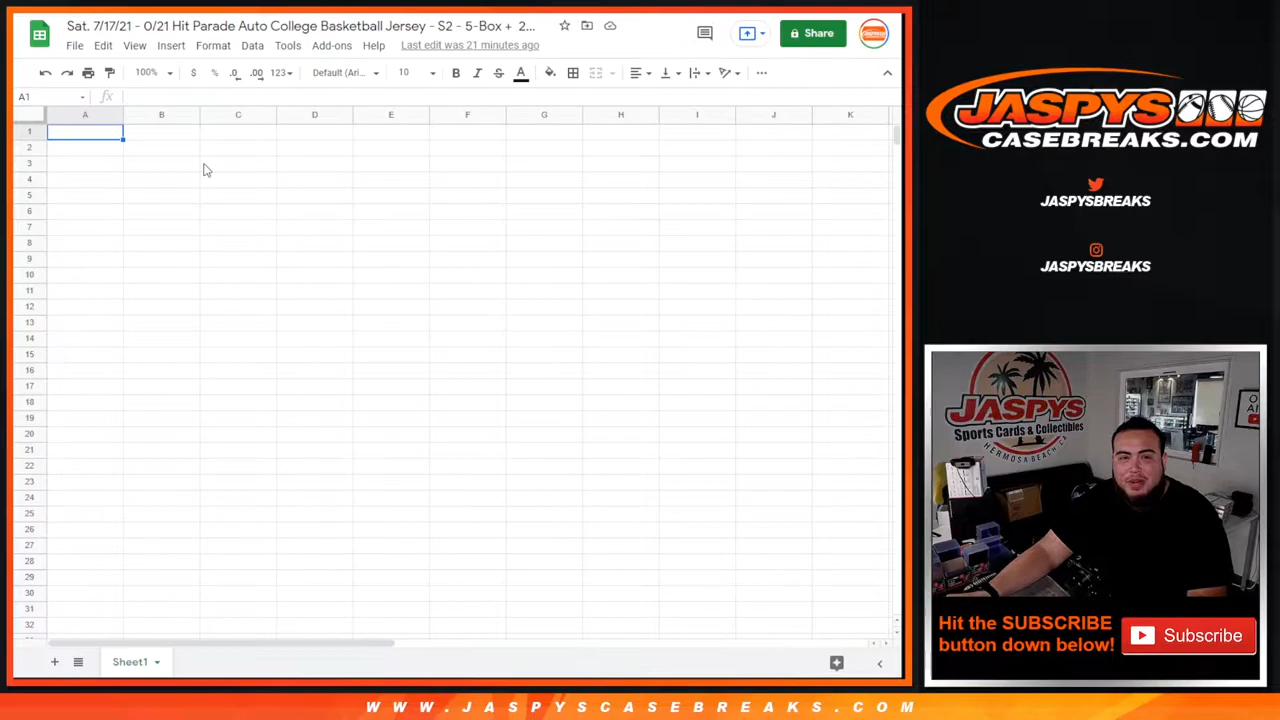 Sat. 7/17/21 - 0/21 Hit Parade Auto College Basketball Jersey - S2 - 5-Box + 2...
File Edit View Insert Format Data Tools Add-ons Help Last edit was 21 minutes ago
Share
100% $ % .0 .00 123 Default (Ari... 10 B I S A
A1 fx
A B C D E F G H I J K
1
2
3
4
5
6
7
8
9
10
11
12
13
14
15
16
17
18
19
20
21
22
23
24
25
26
27
28
29
30
31
32
Sheet1
JASPYS
CASEBREAKS.COM
JASPYSBREAKS
JASPYSBREAKS
JASPYS
Sports Cards & Collectibles
HERMOSA BEACH, CA
Hit the SUBSCRIBE
button down below!
Subscribe
WWW.JASPYSCASEBREAKS.COM